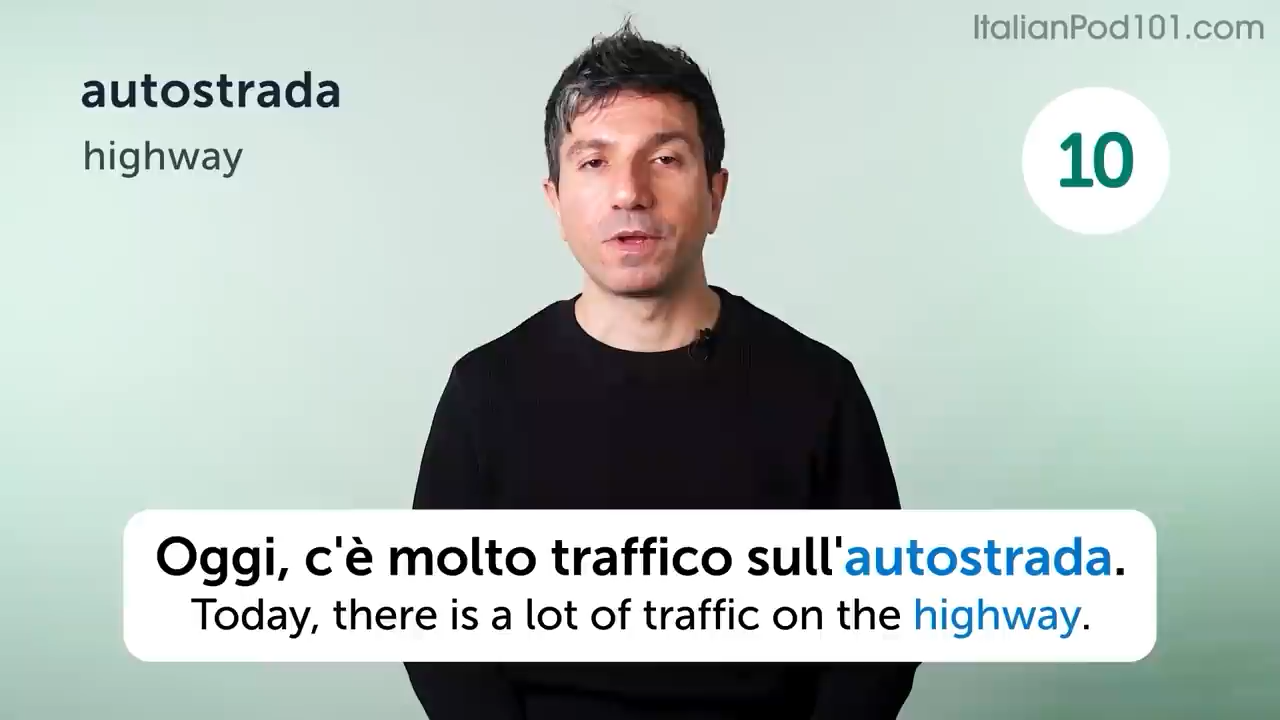 ItalianPod101.com
autostrada
highway
10
Oggi, c'è molto traffico sull'autostrada.
Today, there is a lot of traffic on the highway.